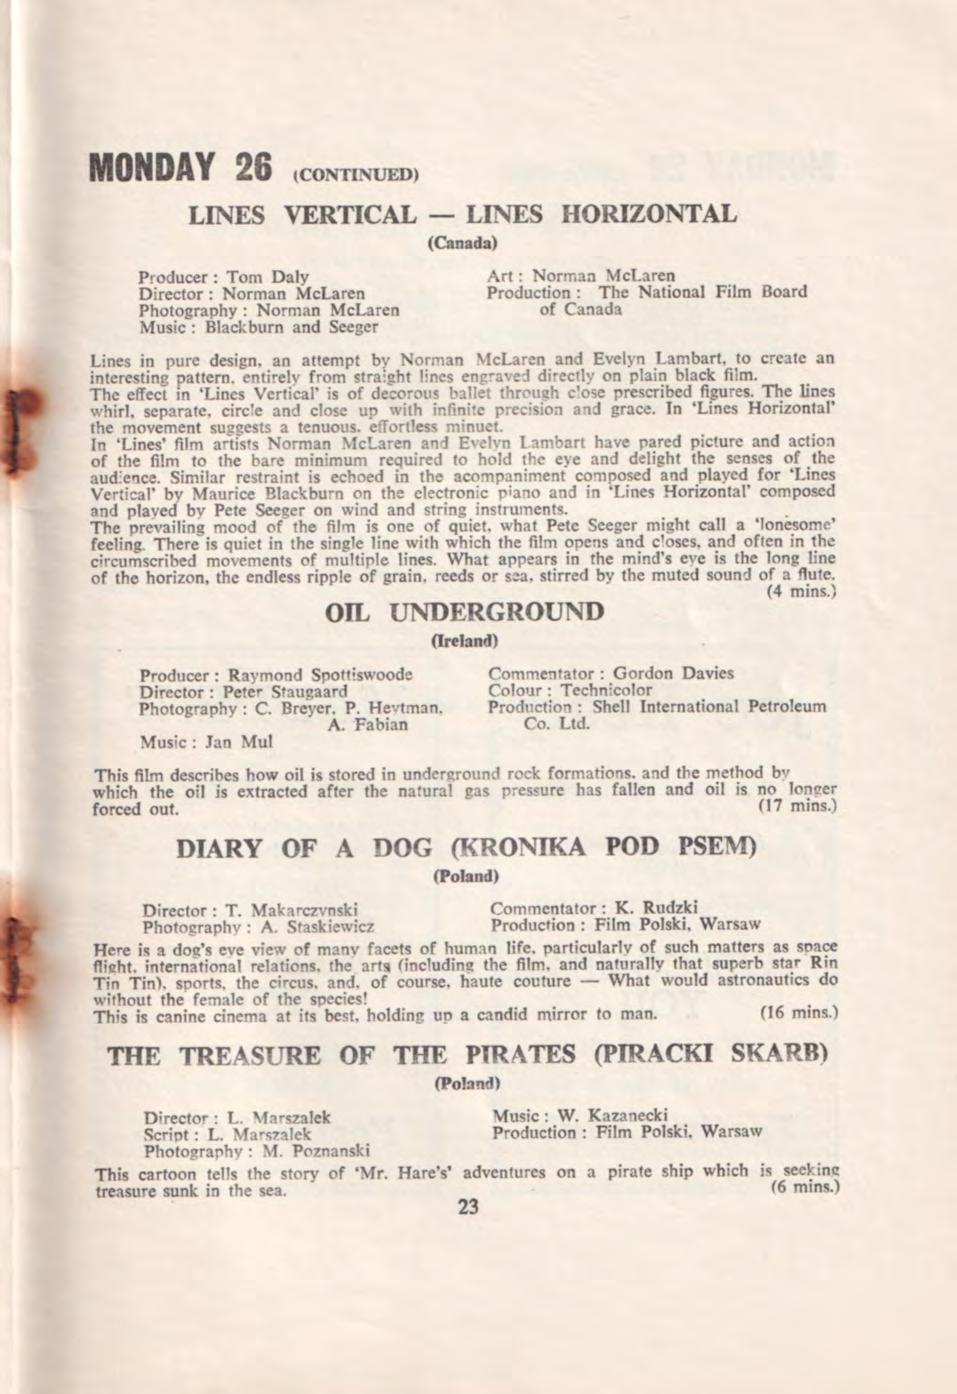 MONDAY 26 (CONTINUED)
LINES VERTICAL — LINES HORIZONTAL
(Canada)
Producer : Tom Daly
Director : Norman McLaren
Photography : Norman McLaren
Music : Blackburn and Seeger
Art : Norman McLaren
Production : The National Film Board
of Canada
Lines in pure design, an attempt by Norman McLaren and Evelyn Lambart, to create an
interesting pattern, entirely from straight lines engraved directly on plain black film.
The effect in ‘Lines Vertical’ is of decorous ballet through close prescribed figures. The lines
whirl, separate, circle and close up with infinite precision and grace. In ‘Lines Horizontal’
the movement suggests a tenuous, effortless minuet.
In ‘Lines’ film artists Norman McLaren and Evelyn Lambart have pared picture and action
of the film to the bare minimum required to hold the eye and delight the senses of the
audience. Similar restraint is echoed in the acompaniment composed and played for ‘Lines
Vertical’ by Maurice Blackburn on the electronic piano and in ‘Lines Horizontal’ composed
and played by Pete Seeger on wind and string instruments.
The prevailing mood of the film is one of quiet, what Pete Seeger might call a ‘lonesome’
feeling. There is quiet in the single line with which the film opens and closes, and often in the
circumscribed movements of multiple lines. What appears in the mind’s eye is the long line
of the horizon, the endless ripple of grain, reeds or sea, stirred by the muted sound of a flute.
(4 mins.)
OIL UNDERGROUND
(Ireland)
Producer : Raymond Spottiswoode
Director : Peter Staugaard
Photography : C. Breyer, P. Heytman,
A. Fabian
Music : Jan Mul
Commentator : Gordon Davies
Colour : Technicolor
Production : Shell International Petroleum
Co. Ltd.
This film describes how oil is stored in underground rock formations, and the method by
which the oil is extracted after the natural gas pressure has fallen and oil is no longer
forced out. (17 mins.)
DIARY OF A DOG (KRONIKA POD PSEM)
(Poland)
Director : T. Makarczynski
Photography : A. Staskiewicz
Commentator : K. Rudzki
Production : Film Polski, Warsaw
Here is a dog’s eye view of many facets of human life, particularly of such matters as space
flight, international relations, the arts (including the film, and naturally that superb star Rin
Tin Tin), sports, the circus, and, of course, haute couture — What would astronautics do
without the female of the species!
This is canine cinema at its best, holding up a candid mirror to man. (16 mins.)
THE TREASURE OF THE PIRATES (PIRACKI SKARB)
(Poland)
Director : L. Marszalek
Script : L. Marszalek
Photography : M. Poznanski
Music : W. Kazanecki
Production : Film Polski, Warsaw
This cartoon tells the story of ‘Mr. Hare’s’ adventures on a pirate ship which is seeking
treasure sunk in the sea. (6 mins.)
23